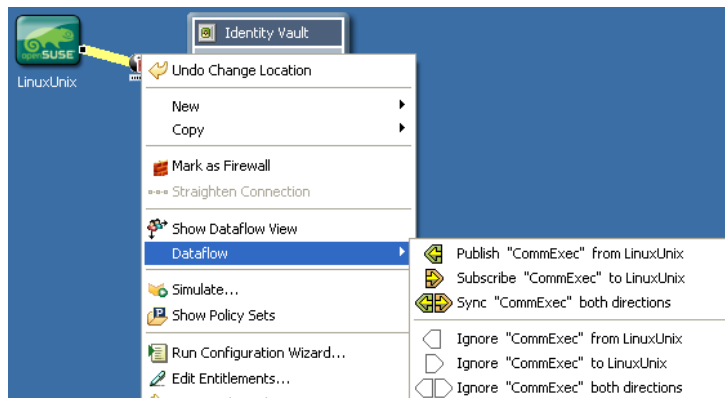 Identity Vault
openSUSE
LinuxUnix
Undo Change Location
New
Copy
Mark as Firewall
Straighten Connection
Show Dataflow View
Dataflow
Publish "CommExec" from LinuxUnix
Subscribe "CommExec" to LinuxUnix
Sync "CommExec" both directions
Ignore "CommExec" from LinuxUnix
Ignore "CommExec" to LinuxUnix
Ignore "CommExec" both directions
Simulate...
Show Policy Sets
Run Configuration Wizard...
Edit Entitlements...